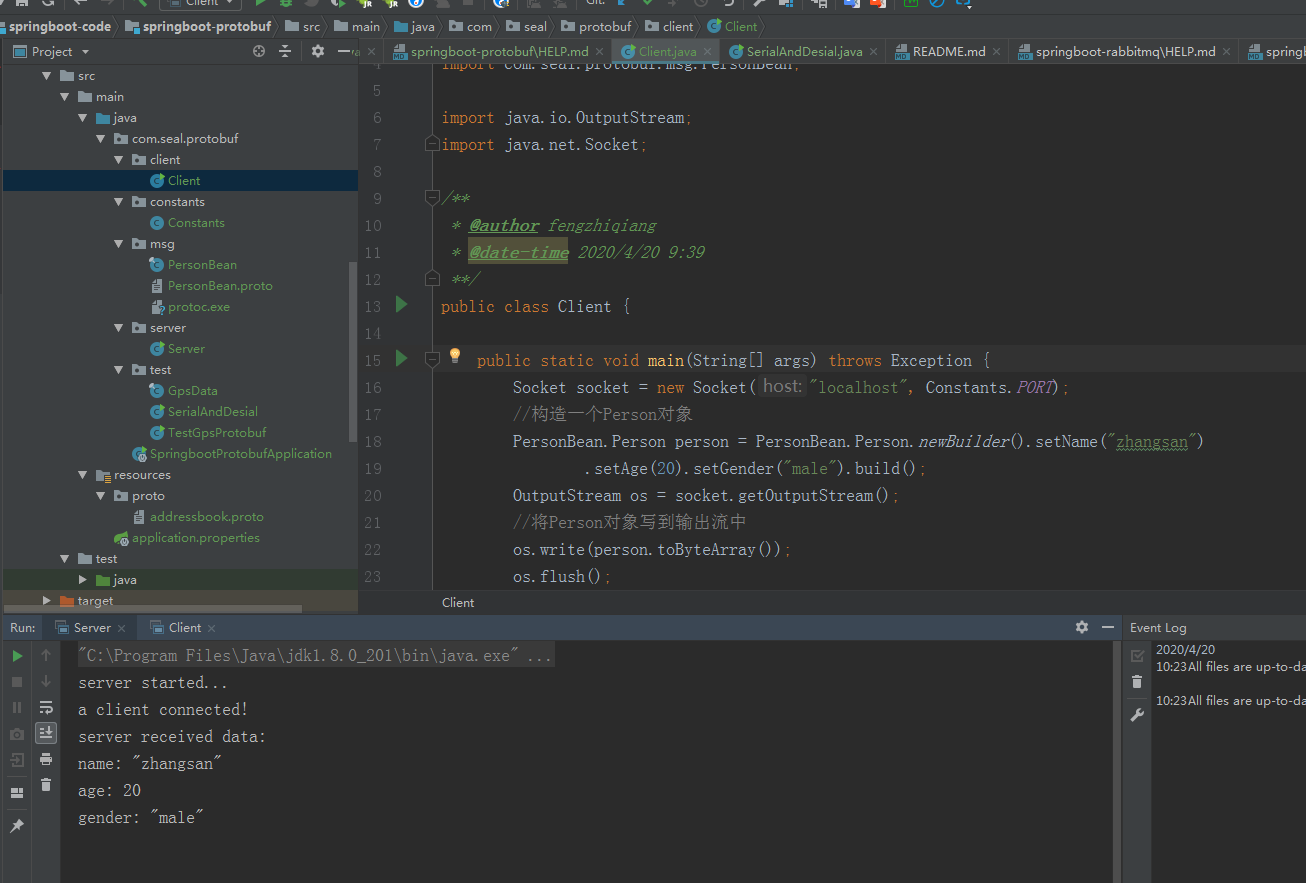 Client
Git:
springboot-code springboot-protobuf src main java com seal protobuf client Client
Project
springboot-protobuf\HELP.md Client.java SerialAndDesial.java README.md springboot-rabbitmq\HELP.md
src
main
java
com.seal.protobuf
client
Client
constants
Constants
msg
PersonBean
PersonBean.proto
protoc.exe
server
Server
test
GpsData
SerialAndDesial
TestGpsProtobuf
SpringbootProtobufApplication
resources
proto
addressbook.proto
application.properties
test
java
target
4 import com.seal.protobuf.msg.PersonBean;
5
6 import java.io.OutputStream;
7 import java.net.Socket;
8
9 /**
10 * @author fengzhiqiang
11 * @date-time 2020/4/20 9:39
12 **/
13 public class Client {
14
15 public static void main(String[] args) throws Exception {
16 Socket socket = new Socket( host: "localhost", Constants.PORT);
17 //构造一个Person对象
18 PersonBean.Person person = PersonBean.Person.newBuilder().setName("zhangsan")
19 .setAge(20).setGender("male").build();
20 OutputStream os = socket.getOutputStream();
21 //将Person对象写到输出流中
22 os.write(person.toByteArray());
23 os.flush();
Client
Run: Server Client
"C:\Program Files\Java\jdk1.8.0_201\bin\java.exe" ...
server started...
a client connected!
server received data:
name: "zhangsan"
age: 20
gender: "male"
Event Log
2020/4/20
10:23 All files are up-to-da
10:23 All files are up-to-da